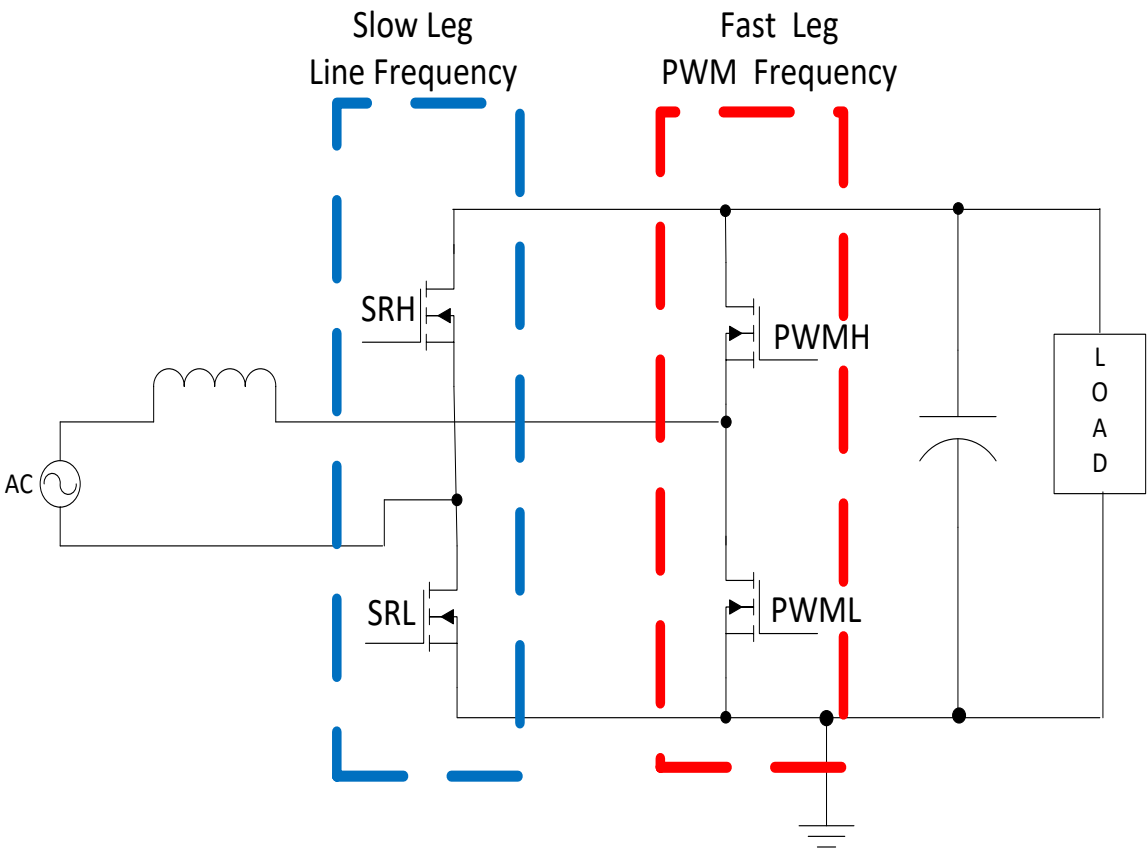 Slow Leg
Line Frequency
Fast Leg
PWM Frequency
SRH
PWMH
L
O
A
D
AC
SRL
PWML